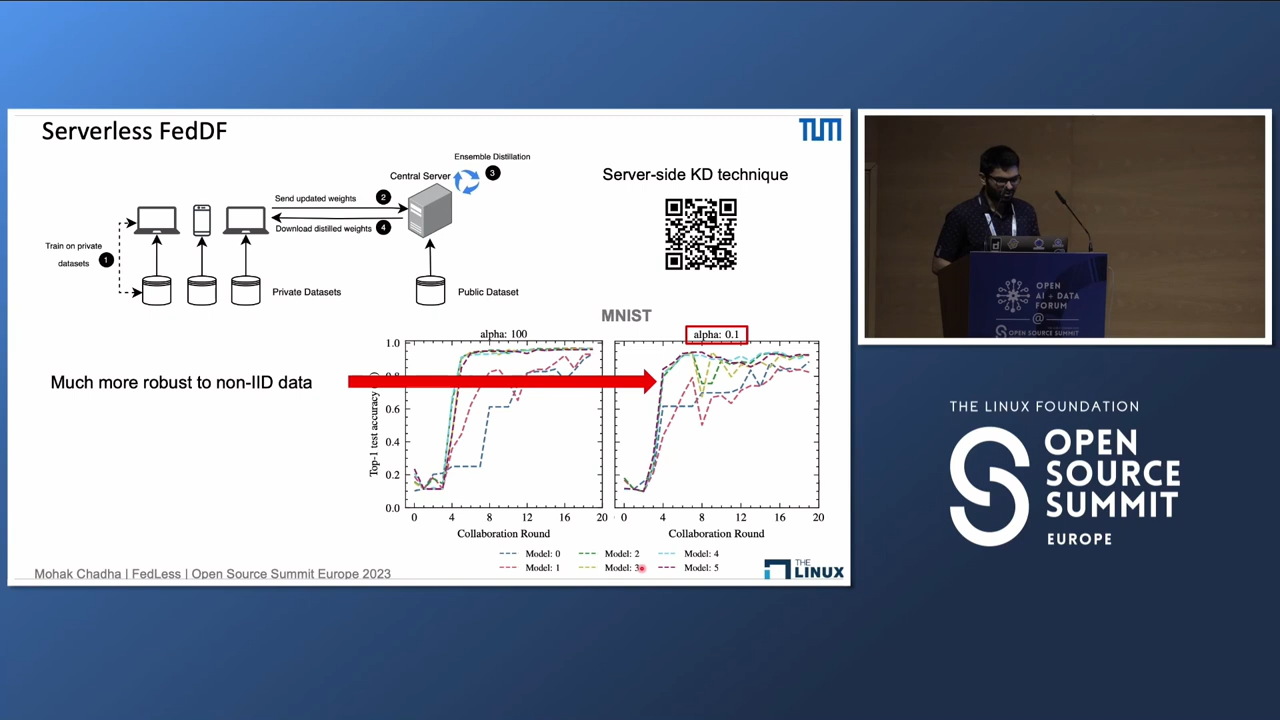 Serverless FedDF
TUM
Ensemble Distillation
3
Central Server
Send updated weights 2
Download distilled weights 4
Train on private
datasets 1
Private Datasets
Public Dataset
Server-side KD technique
MNIST
alpha: 100
alpha: 0.1
Much more robust to non-IID data
Top-1 test accuracy
1.0
0.6
0.4
0.2
0.0
0 4 8 12 16 20
0 4 8 12 16 20
Collaboration Round
Collaboration Round
Model: 0 Model: 2 Model: 4
Model: 1 Model: 3 Model: 5
Mohak Chadha | FedLess | Open Source Summit Europe 2023
THE
LINUX
OPEN
AI + DATA
FORUM
@
OPEN SOURCE SUMMIT
THE LINUX FOUNDATION
OPEN
SOURCE
SUMMIT
EUROPE